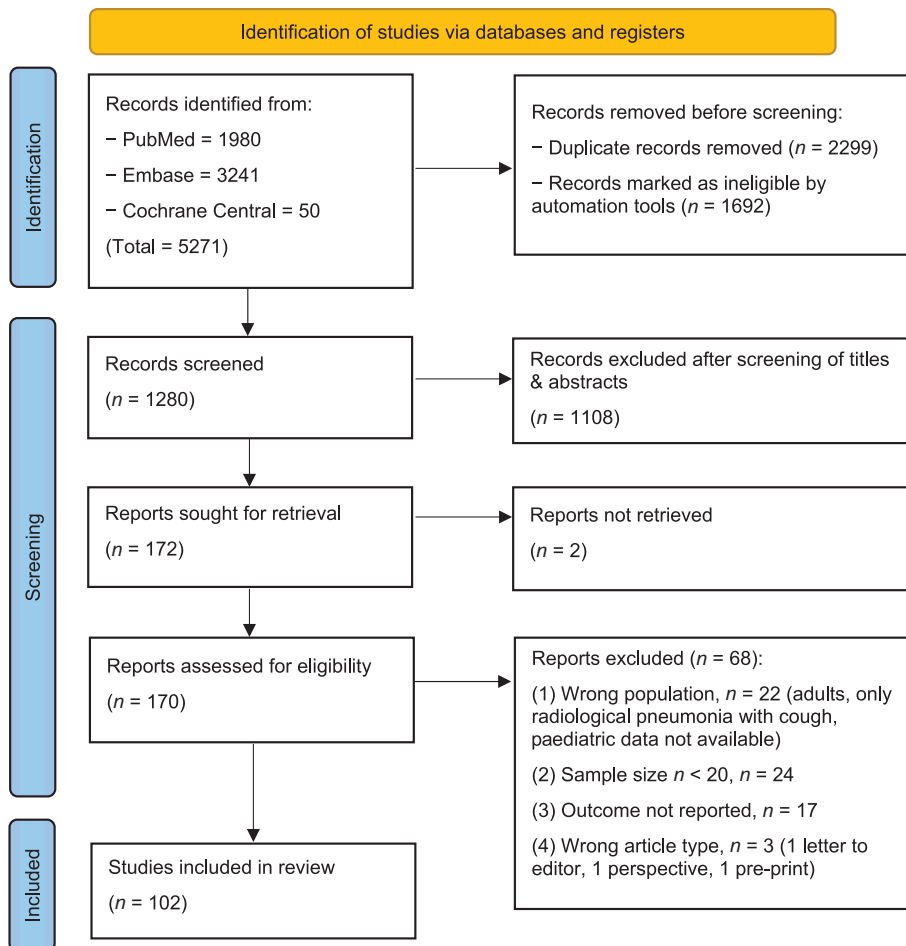 Identification of studies via databases and registers
Identification
Records identified from:
− PubMed = 1980
− Embase = 3241
− Cochrane Central = 50
(Total = 5271)
Records removed before screening:
− Duplicate records removed (n = 2299)
− Records marked as ineligible by
automation tools (n = 1692)
Screening
Records screened
(n = 1280)
Records excluded after screening of titles
& abstracts
(n = 1108)
Reports sought for retrieval
(n = 172)
Reports not retrieved
(n = 2)
Reports assessed for eligibility
(n = 170)
Reports excluded (n = 68):
(1) Wrong population, n = 22 (adults, only
radiological pneumonia with cough,
paediatric data not available)
(2) Sample size n < 20, n = 24
(3) Outcome not reported, n = 17
(4) Wrong article type, n = 3 (1 letter to
editor, 1 perspective, 1 pre-print)
Included
Studies included in review
(n = 102)